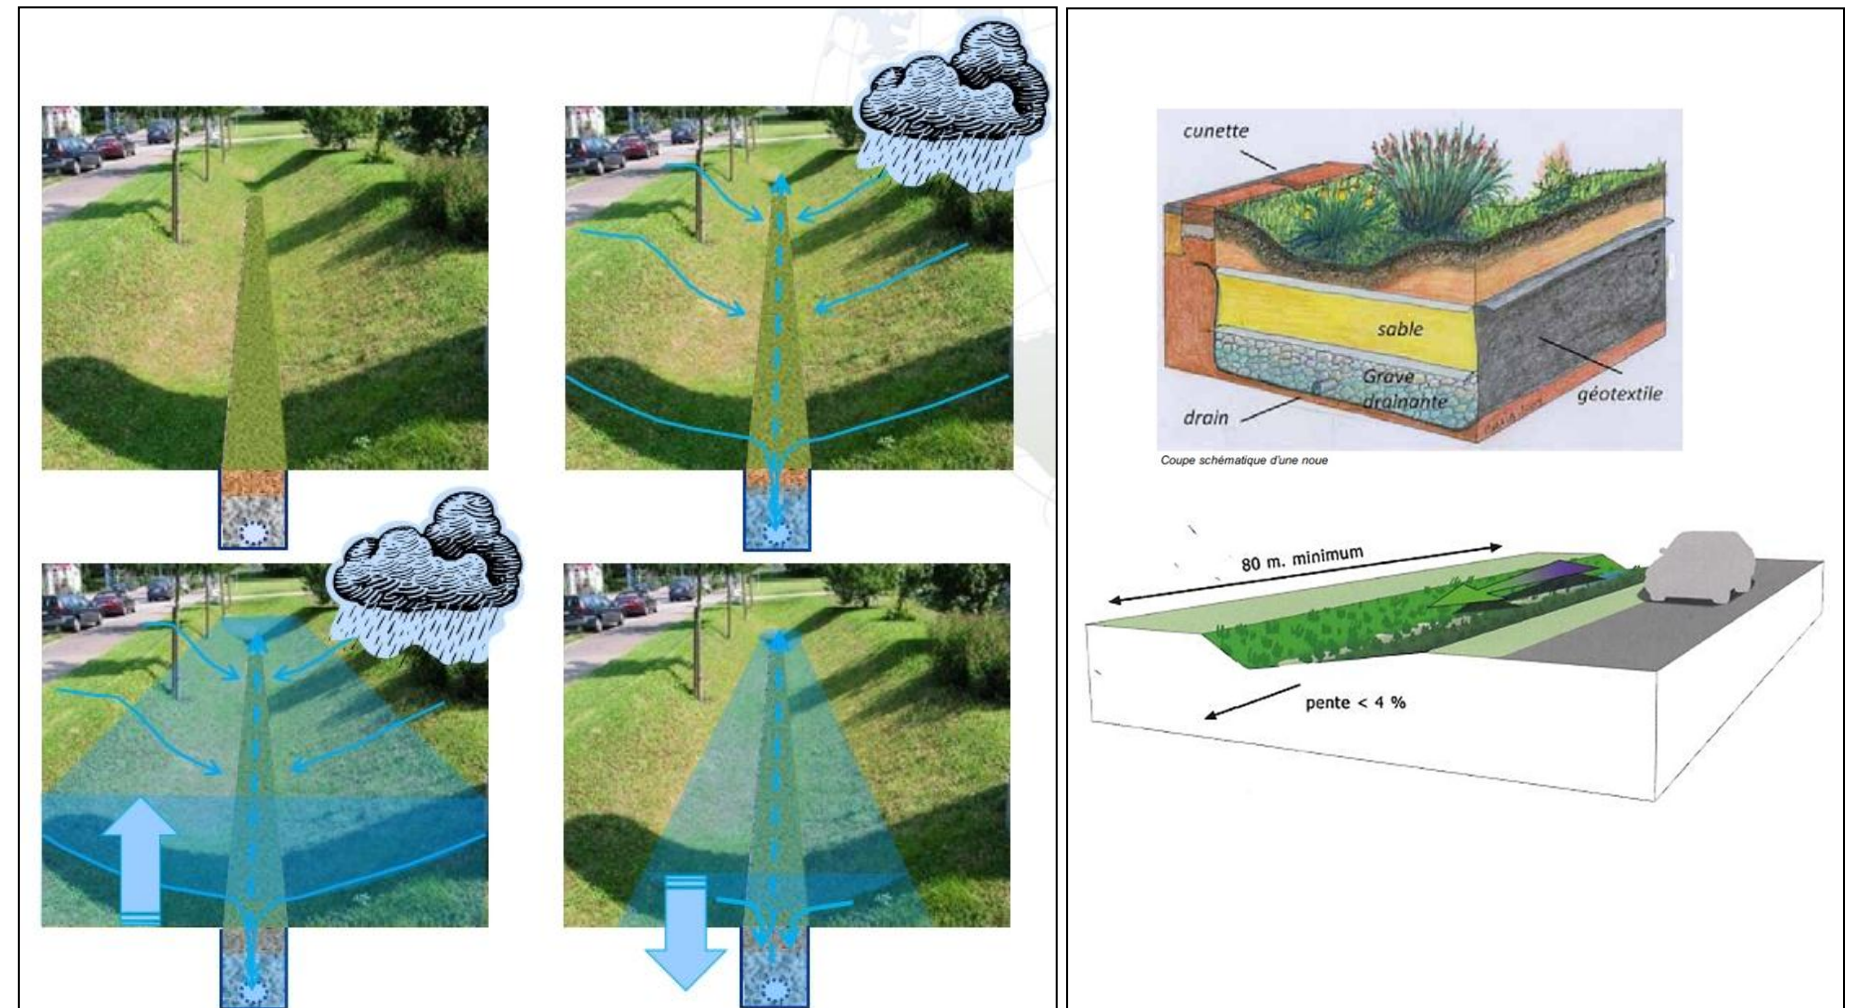 cunette
sable
Grave
drainante
géotextile
drain
Coupe schématique d'une noue
80 m. minimum
pente < 4 %